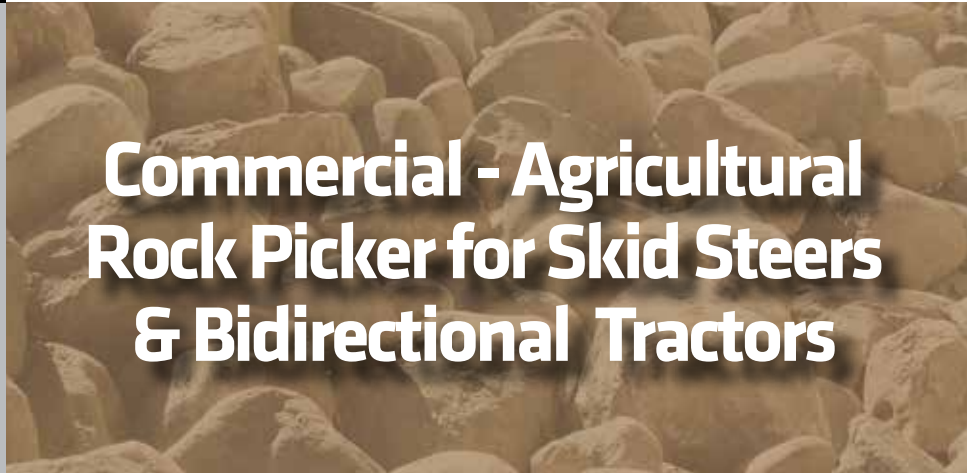 Commercial - Agricultural
Rock Picker for Skid Steers
& Bidirectional Tractors